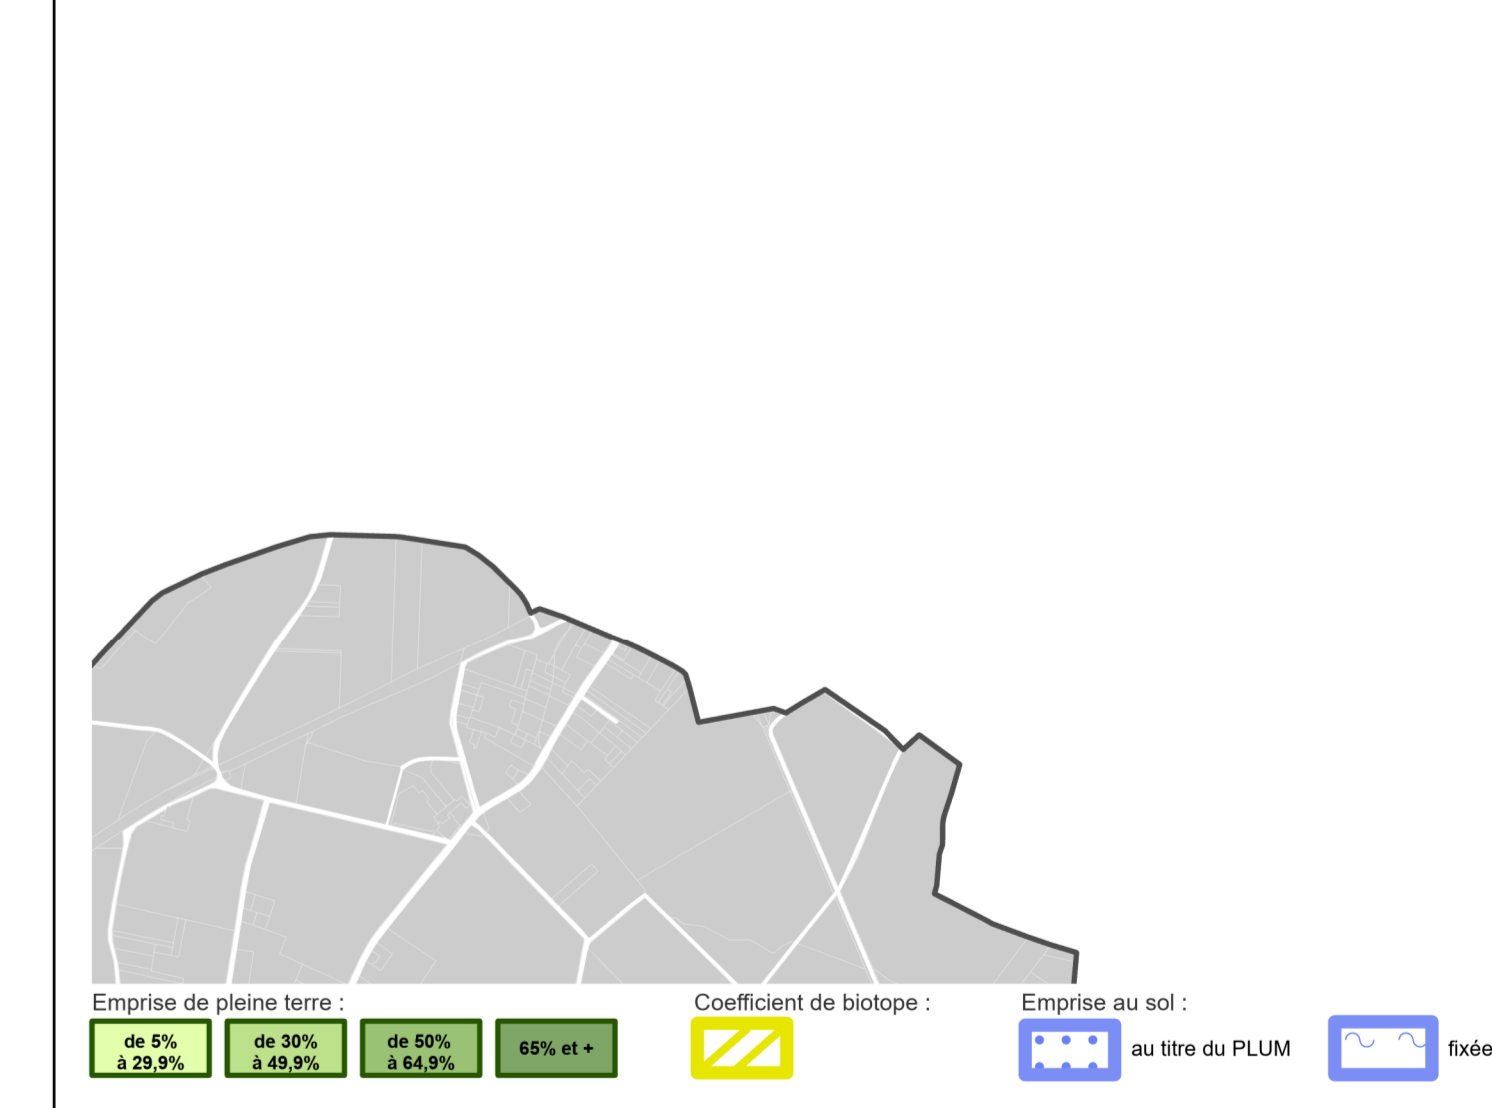 Emprise de pleine terre :
de 5%
à 29,9%
de 30%
à 49,9%
de 50%
à 64,9%
65% et +
Coefficient de biotope :
Emprise au sol :
au titre du PLUM
fixée